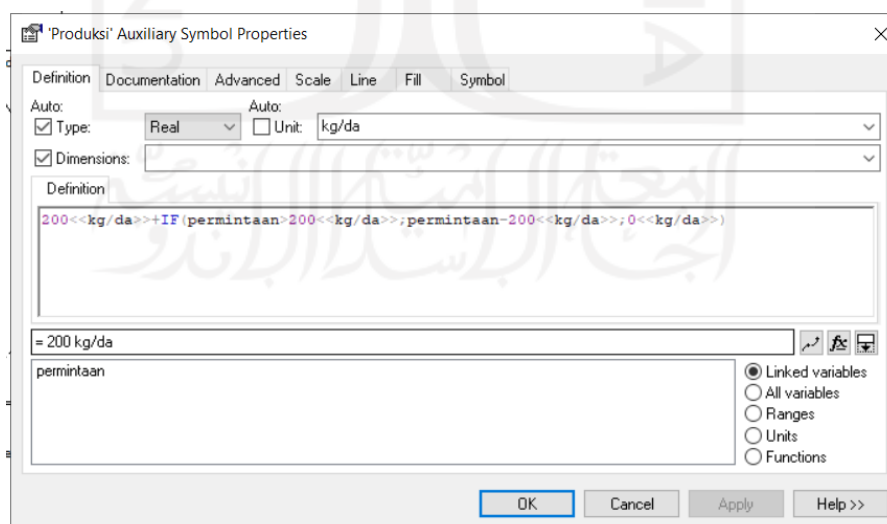 'Produksi' Auxiliary Symbol Properties
Definition Documentation Advanced Scale Line Fill Symbol
Auto: Auto:
Type: Real Unit: kg/da
Dimensions:
Definition
200<<kg/da>>+IF(permintaan>200<<kg/da>>;permintaan-200<<kg/da>>;0<<kg/da>>)
= 200 kg/da
fx
permintaan
Linked variables
All variables
Ranges
Units
Functions
OK Cancel Apply Help >>